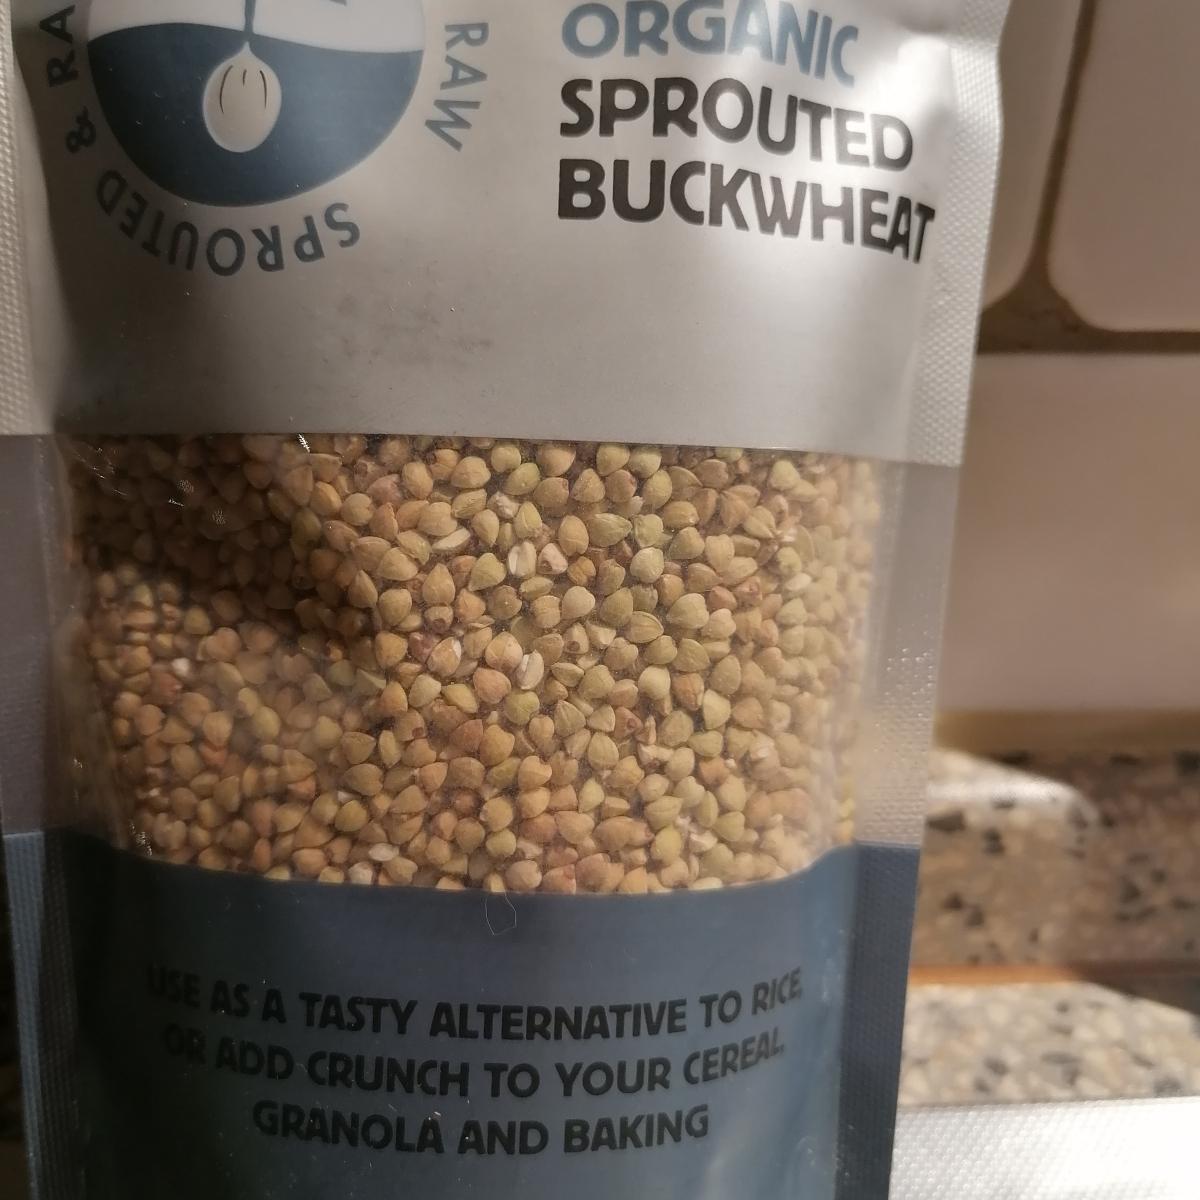 SPROUTED & RA
RAW
ORGANIC
SPROUTED
BUCKWHEAT
USE AS A TASTY ALTERNATIVE TO RICE,
OR ADD CRUNCH TO YOUR CEREAL,
GRANOLA AND BAKING